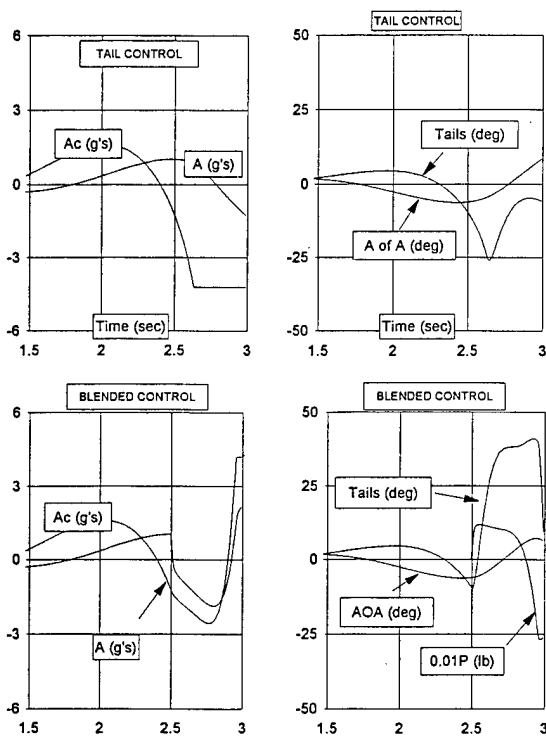 TAIL CONTROL
6
3
0
-3
-6
Ac (g's)
A (g's)
Time (sec)
1.5 2 2.5 3
TAIL CONTROL
50
25
0
-25
-50
Tails (deg)
A of A (deg)
Time (sec)
1.5 2 2.5 3
BLENDED CONTROL
6
3
0
-3
-6
Ac (g's)
A (g's)
1.5 2 2.5 3
BLENDED CONTROL
50
25
0
-25
-50
Tails (deg)
AOA (deg)
0.01P (lb)
1.5 2 2.5 3